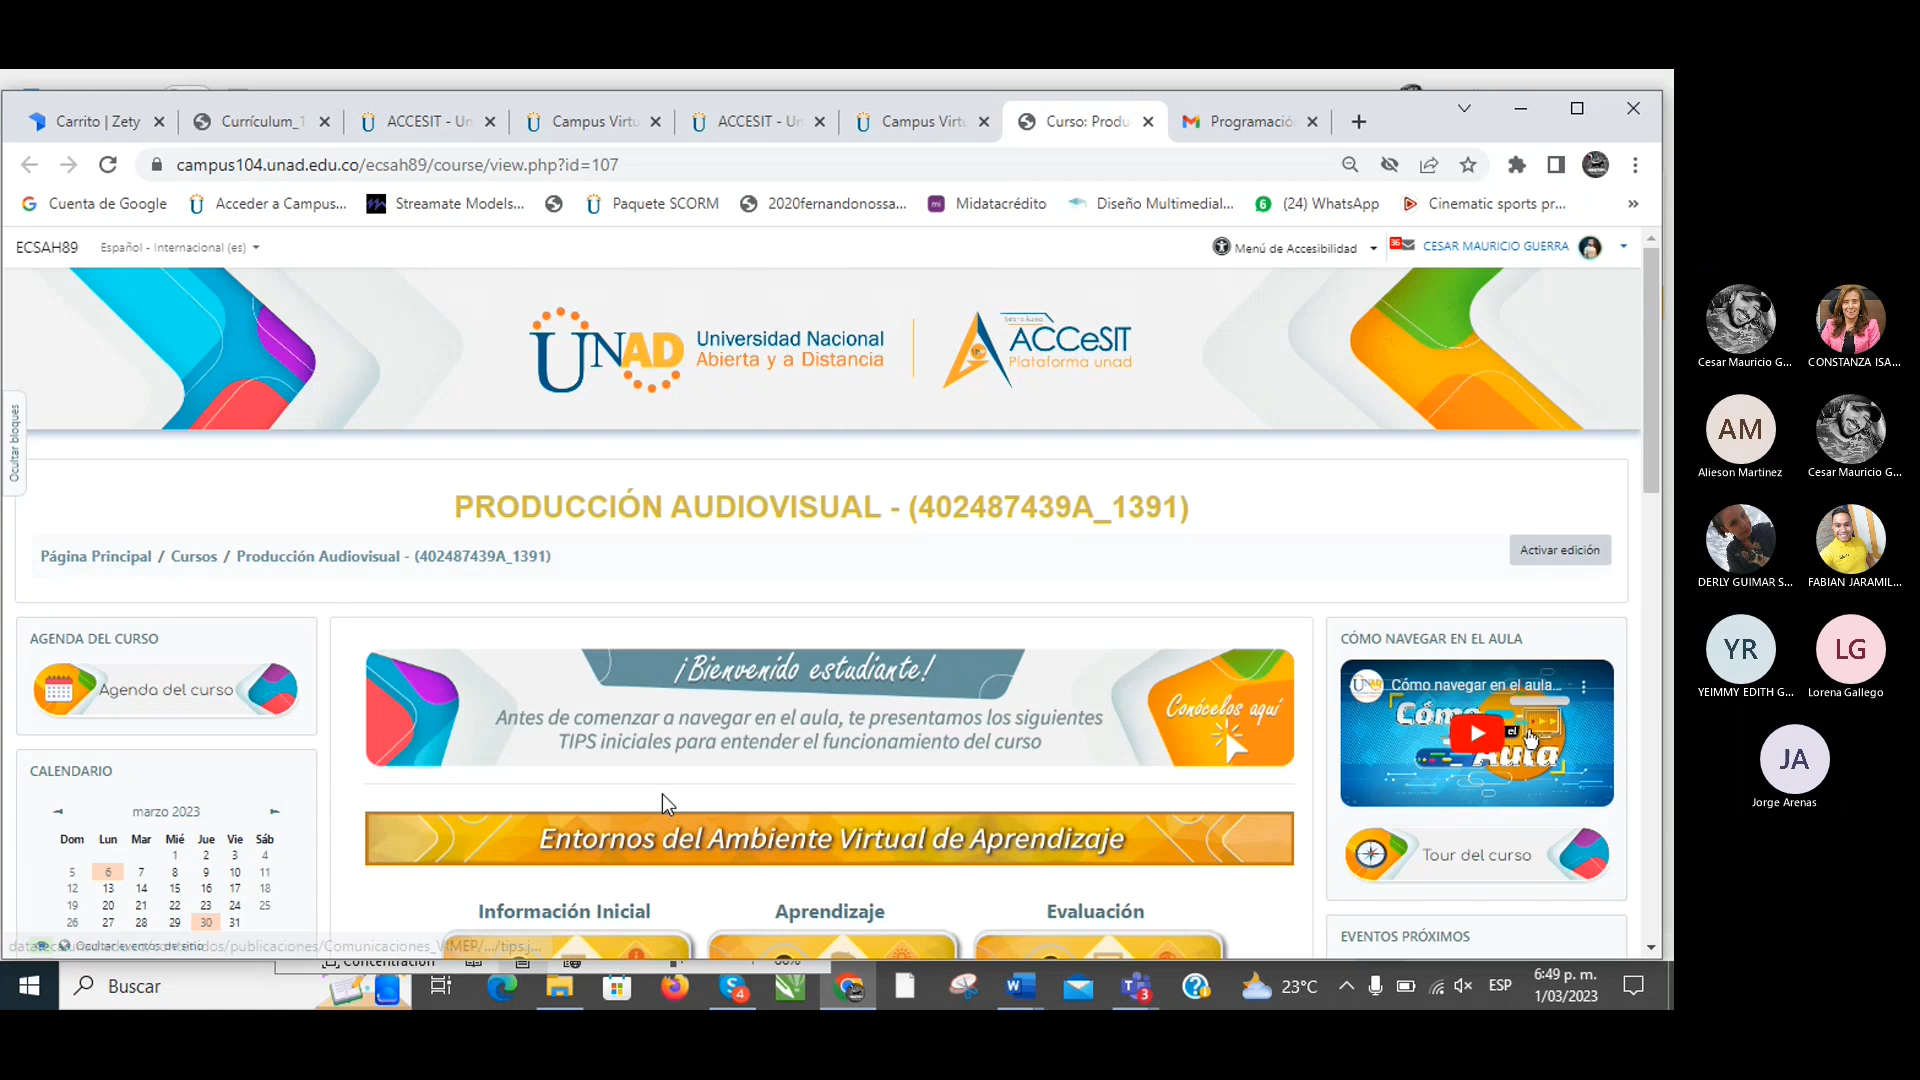 Carrito | Zety
Currículum_1
ACCESIT - Un
Campus Virtu
ACCESIT - Un
Campus Virtu
Curso: Produ
Programació
campus104.unad.edu.co/ecsah89/course/view.php?id=107
Cuenta de Google
Acceder a Campus...
Streamate Models...
Paquete SCORM
2020fernandonossa...
Midatacrédito
Diseño Multimedial...
(24) WhatsApp
Cinematic sports pr...
»
ECSAH89
Español - Internacional (es)
Menú de Accesibilidad
36
CESAR MAURICIO GUERRA
UNAD
Universidad Nacional
Abierta y a Distancia
ACCeSIT
Plataforma unad
Ocultar bloques
PRODUCCIÓN AUDIOVISUAL - (402487439A_1391)
Página Principal / Cursos / Producción Audiovisual - (402487439A_1391)
Activar edición
AGENDA DEL CURSO
Agenda del curso
CALENDARIO
marzo 2023
Dom Lun Mar Mié Jue Vie Sáb
1 2 3 4
5 6 7 8 9 10 11
12 13 14 15 16 17 18
19 20 21 22 23 24 25
26 27 28 29 30 31
¡Bienvenido estudiante!
Antes de comenzar a navegar en el aula, te presentamos los siguientes
TIPS iniciales para entender el funcionamiento del curso
Conócelos aquí
Entornos del Ambiente Virtual de Aprendizaje
Información Inicial
Aprendizaje
Evaluación
CÓMO NAVEGAR EN EL AULA
UNAD
Cómo navegar en el aula...
Cómo
el
Aula
Tour del curso
EVENTOS PRÓXIMOS
Buscar
4
W
3
23°C
ESP
6:49 p. m.
1/03/2023
Cesar Mauricio G...
CONSTANZA ISA...
AM
Alieson Martinez
Cesar Mauricio G...
DERLY GUIMAR S...
FABIAN JARAMIL...
YR
YEIMMY EDITH G...
LG
Lorena Gallego
JA
Jorge Arenas